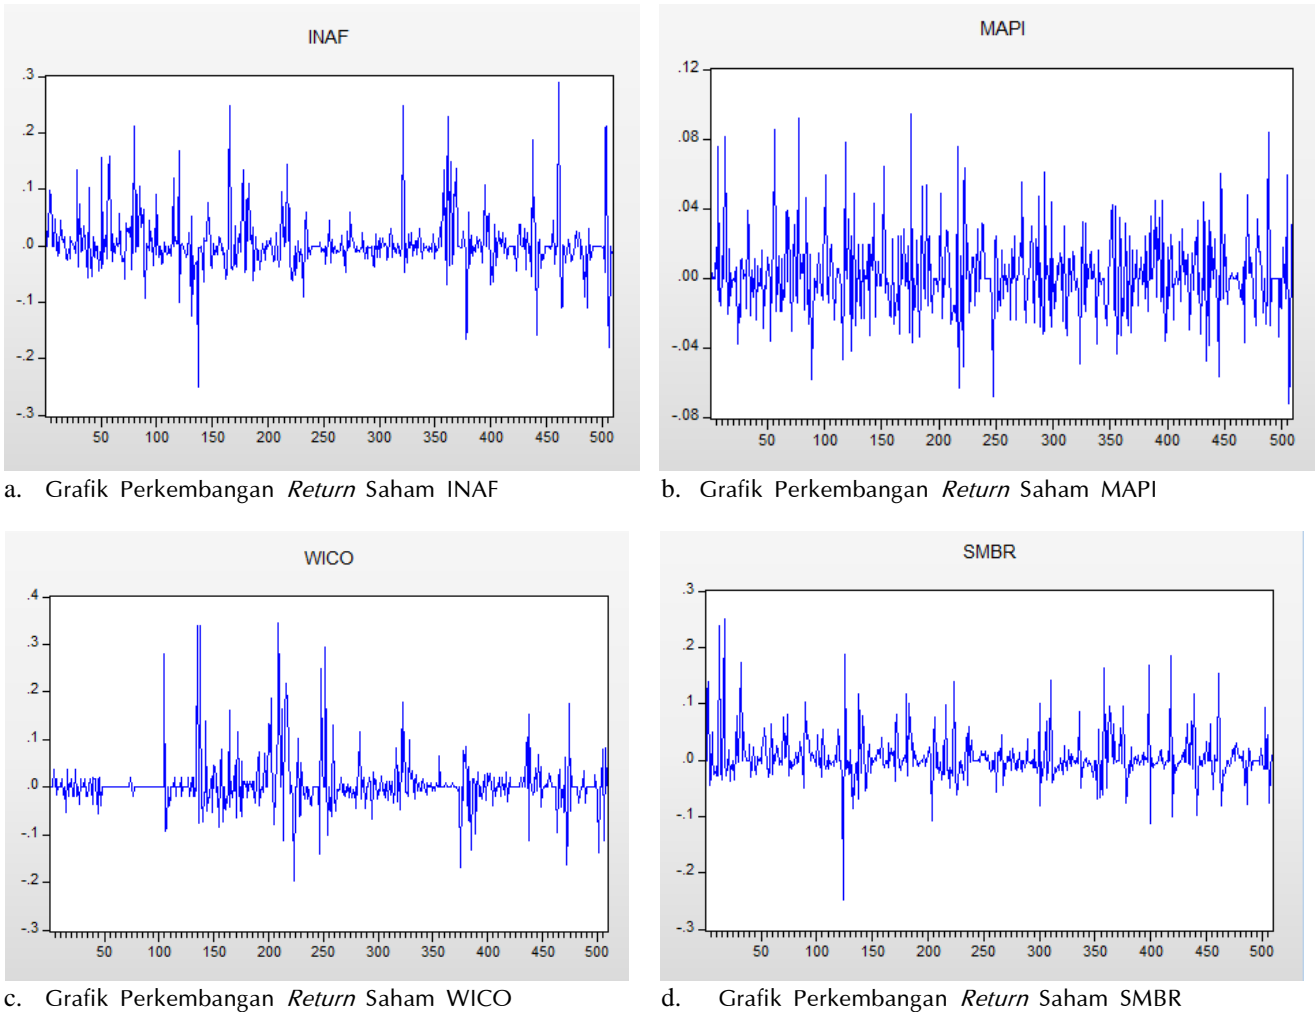 INAF
.3
.2
.1
.0
-.1
-.2
-.3
50 100 150 200 250 300 350 400 450 500
a. Grafik Perkembangan Return Saham INAF
MAPI
.12
.08
.04
.00
-.04
-.08
50 100 150 200 250 300 350 400 450 500
b. Grafik Perkembangan Return Saham MAPI
WICO
.4
.3
.2
.1
.0
-.1
-.2
-.3
50 100 150 200 250 300 350 400 450 500
c. Grafik Perkembangan Return Saham WICO
SMBR
.3
.2
.1
.0
-.1
-.2
-.3
50 100 150 200 250 300 350 400 450 500
d. Grafik Perkembangan Return Saham SMBR